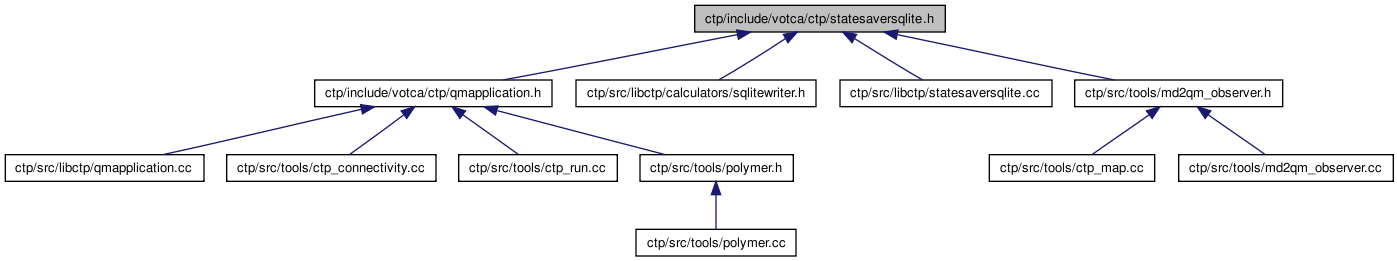 ctp/include/votca/ctp/statesaversqlite.h
ctp/include/votca/ctp/qmapplication.h
ctp/src/libctp/calculators/sqlitewriter.h
ctp/src/libctp/statesaversqlite.cc
ctp/src/tools/md2qm_observer.h
ctp/src/libctp/qmapplication.cc
ctp/src/tools/ctp_connectivity.cc
ctp/src/tools/ctp_run.cc
ctp/src/tools/polymer.h
ctp/src/tools/ctp_map.cc
ctp/src/tools/md2qm_observer.cc
ctp/src/tools/polymer.cc